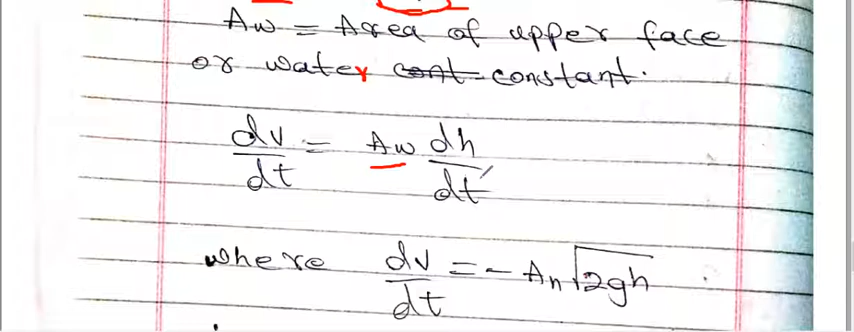 Aw = Area of upper face
or water cont constant.
dv/dt = Aw dh/dt
where dv/dt = - An √2gh